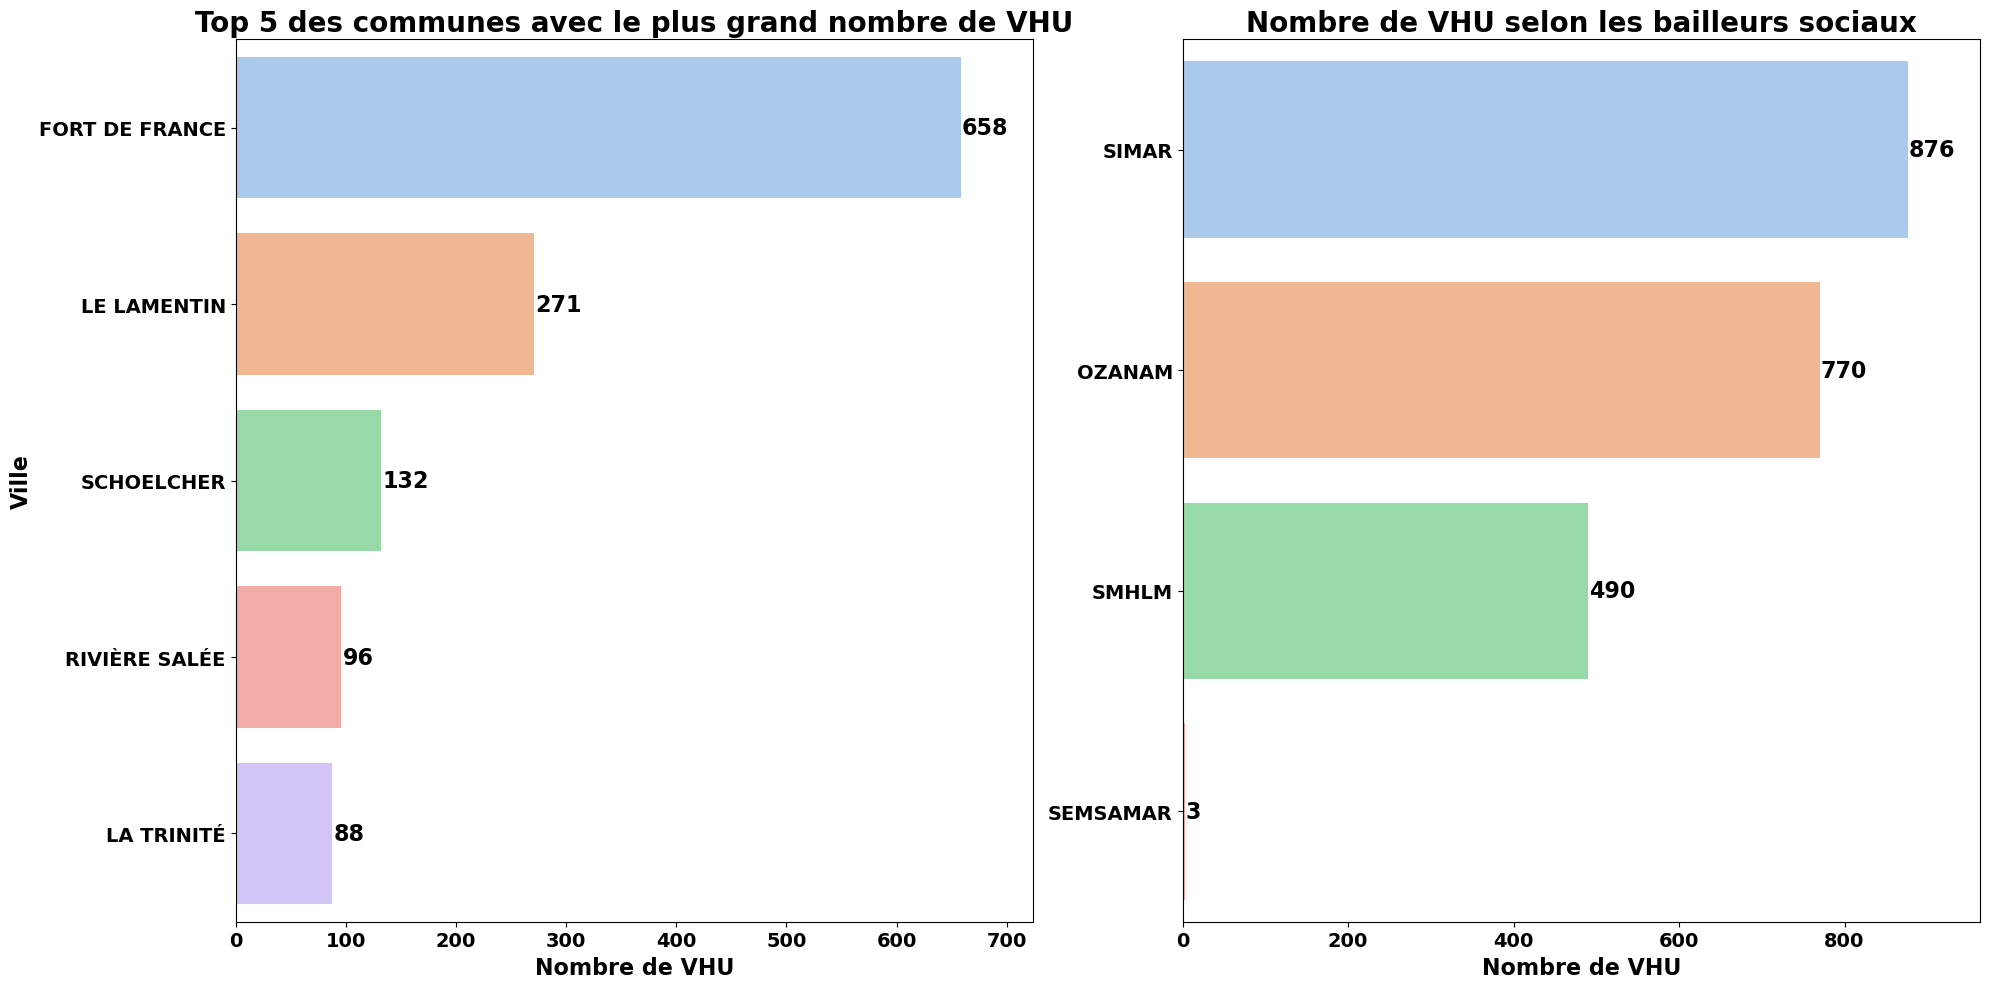 Top 5 des communes avec le plus grand nombre de VHU
FORT DE FRANCE
658
LE LAMENTIN
271
SCHOELCHER
132
RIVIÈRE SALÉE
96
LA TRINITÉ
88
Ville
0 100 200 300 400 500 600 700
Nombre de VHU
Nombre de VHU selon les bailleurs sociaux
SIMAR
876
OZANAM
770
SMHLM
490
SEMSAMAR
3
0 200 400 600 800
Nombre de VHU